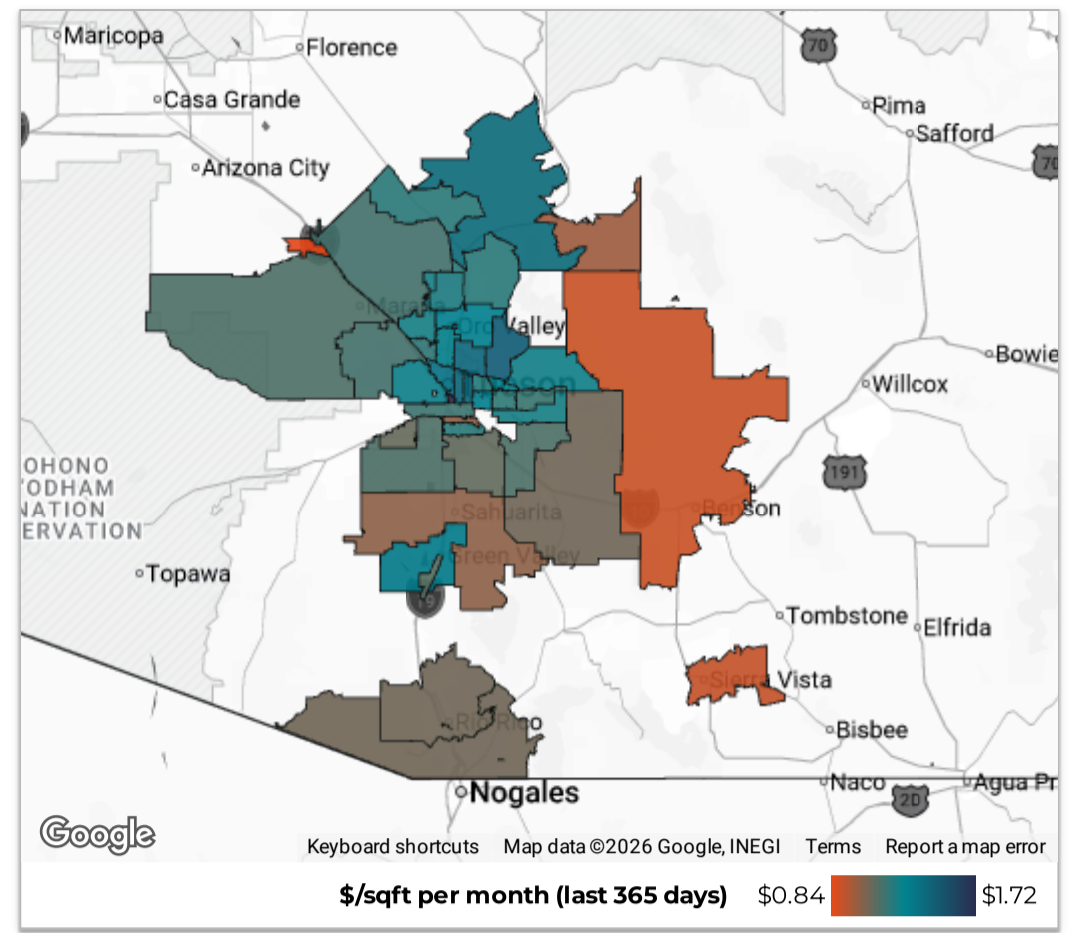 Maricopa
Florence
70
Casa Grande
Pima
Safford
Arizona City
70
Marana
Oro Valley
Tucson
Bowie
Willcox
OHONO
'ODHAM
NATION
ERVATION
191
Benson
Sahuarita
Green Valley
Topawa
19
Tombstone
Elfrida
Sierra Vista
Rio Rico
Bisbee
Naco
Agua Pr
2D
Nogales
Google
Keyboard shortcuts
Map data ©2026 Google, INEGI
Terms
Report a map error
$/sqft per month (last 365 days)
$0.84
$1.72